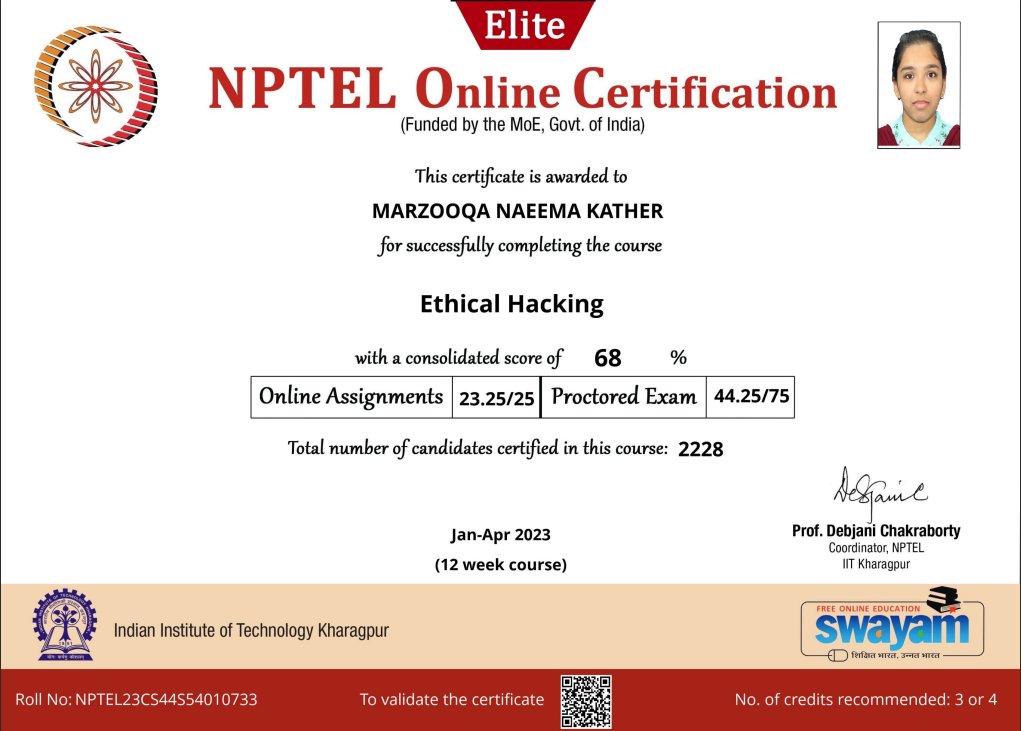 Elite
NPTEL Online Certification
(Funded by the MoE, Govt. of India)
This certificate is awarded to
MARZOOQA NAEEMA KATHER
for successfully completing the course
Ethical Hacking
with a consolidated score of 68 %
Online Assignments 23.25/25 Proctored Exam 44.25/75
Total number of candidates certified in this course: 2228
Jan-Apr 2023
(12 week course)
Prof. Debjani Chakraborty
Coordinator, NPTEL
IIT Kharagpur
Indian Institute of Technology Kharagpur
FREE ONLINE EDUCATION
swayam
शिक्षित भारत, उन्नत भारत
Roll No: NPTEL23CS44S54010733
To validate the certificate
No. of credits recommended: 3 or 4